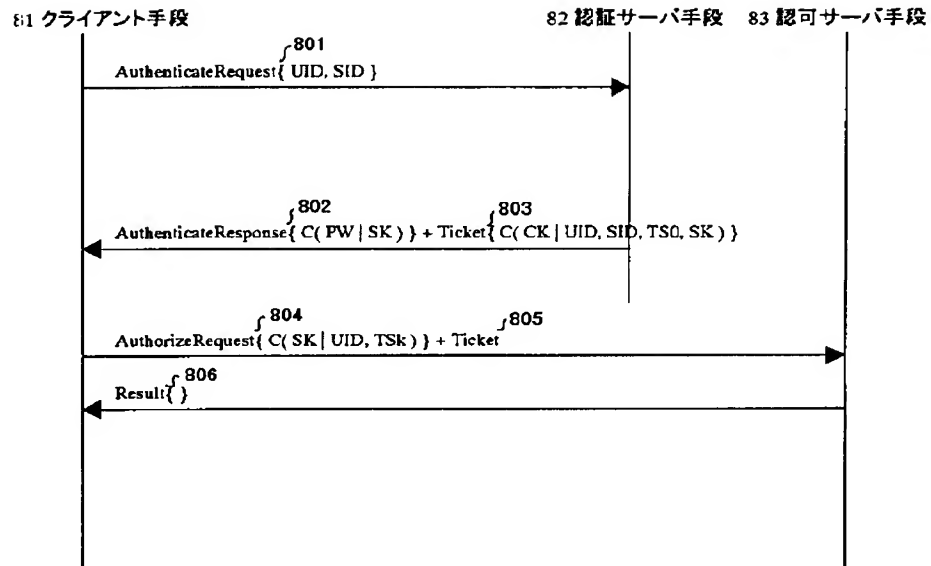 81 クライアント手段 82 認証サーバ手段 83 認可サーバ手段
801
AuthenticateRequest{ UID, SID }
802 803
AuthenticateResponse{ C( PW | SK ) } + Ticket{ C( CK | UID, SID, TS0, SK ) }
804 805
AuthorizeRequest{ C( SK | UID, TSk ) } + Ticket
806
Result{ }